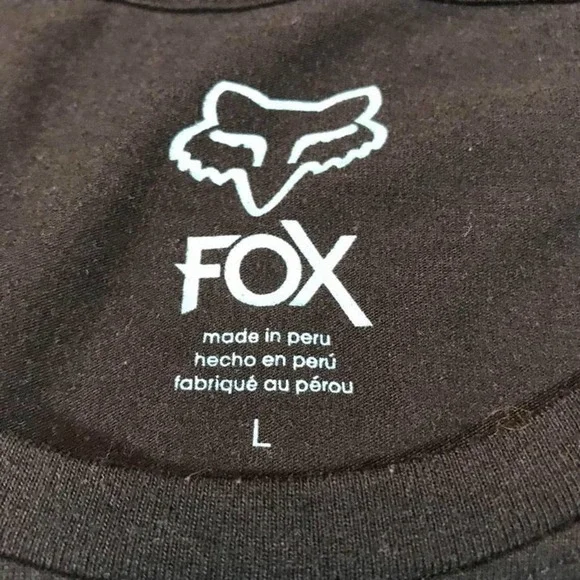 FOX
made in peru
hecho en perú
fabriqué au pérou
L